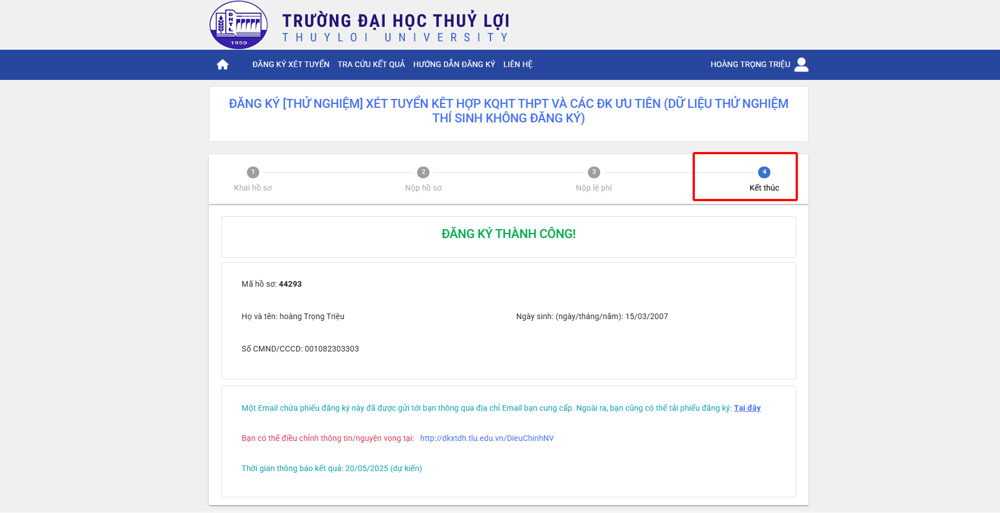 ĐHTL
1959
TRƯỜNG ĐẠI HỌC THUỶ LỢI
THUYLOI UNIVERSITY
ĐĂNG KÝ XÉT TUYỂN TRA CỨU KẾT QUẢ HƯỚNG DẪN ĐĂNG KÝ LIÊN HỆ HOÀNG TRỌNG TRIỆU
ĐĂNG KÝ [THỬ NGHIỆM] XÉT TUYỂN KÊT HỢP KQHT THPT VÀ CÁC ĐK ƯU TIÊN (DỮ LIỆU THỬ NGHIỆM
THÍ SINH KHÔNG ĐĂNG KÝ)
1 2 3 4
Khai hồ sơ Nộp hồ sơ Nộp lệ phí Kết thúc
ĐĂNG KÝ THÀNH CÔNG!
Mã hồ sơ: 44293
Họ và tên: hoàng Trọng Triệu Ngày sinh: (ngày/tháng/năm): 15/03/2007
Số CMND/CCCD: 001082303303
Một Email chứa phiếu đăng ký này đã được gửi tới bạn thông qua địa chỉ Email bạn cung cấp. Ngoài ra, bạn cũng có thể tải phiếu đăng ký: Tại đây
Bạn có thể điều chỉnh thông tin/nguyện vọng tại: http://dkxtdh.tlu.edu.vn/DieuChinhNV
Thời gian thông báo kết quả: 20/05/2025 (dự kiến)